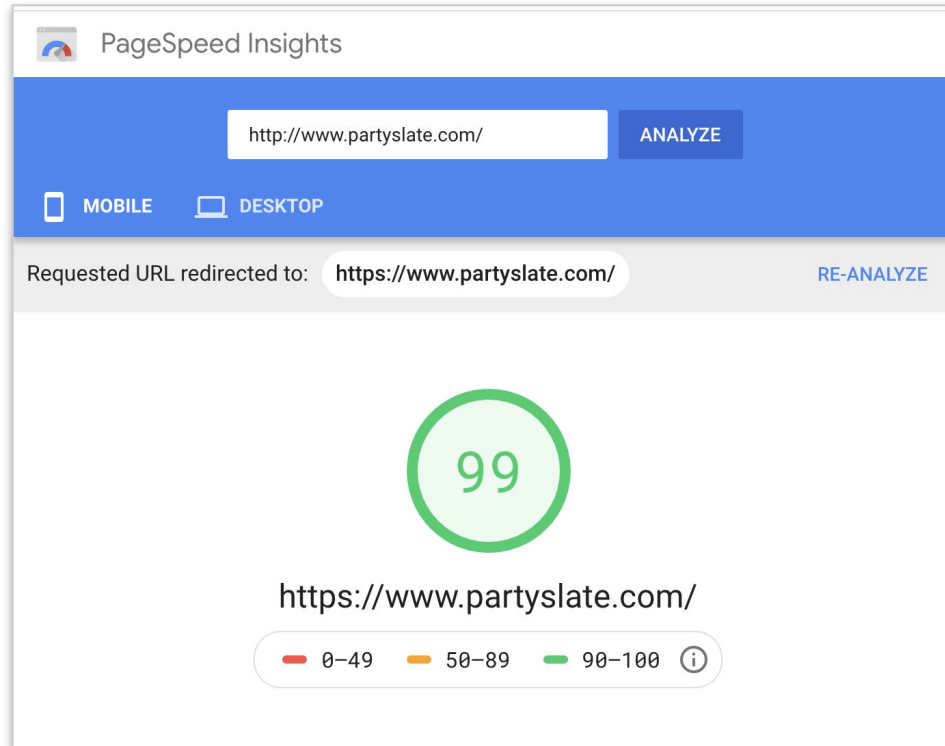 PageSpeed Insights
http://www.partyslate.com/ ANALYZE
MOBILE DESKTOP
Requested URL redirected to: https://www.partyslate.com/ RE-ANALYZE
99
https://www.partyslate.com/
0–49 50–89 90–100